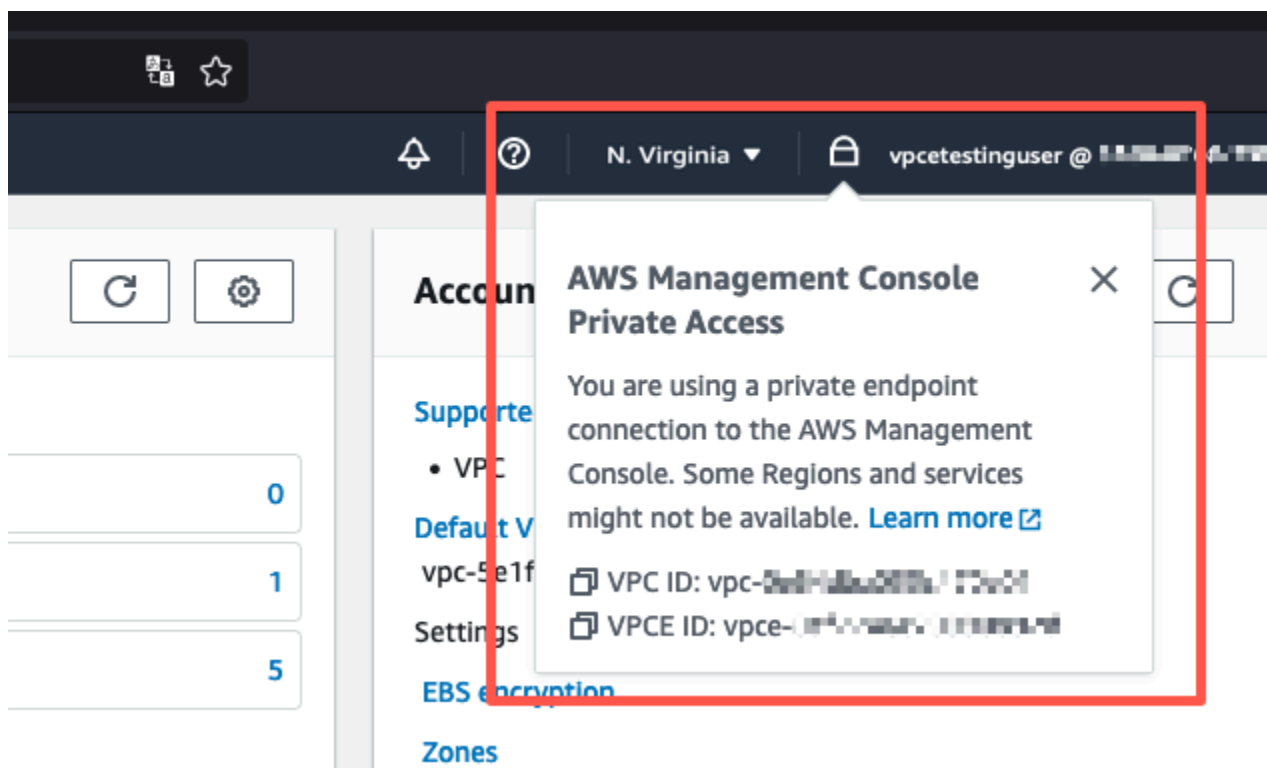 N. Virginia
vpcetestinguser @
Accoun
AWS Management Console
Private Access
You are using a private endpoint
connection to the AWS Management
Console. Some Regions and services
might not be available. Learn more
VPC ID: vpc-
VPCE ID: vpce-
Supporte
VPC
Default V
vpc-5e1f
Settings
EBS encryption
Zones
0
1
5